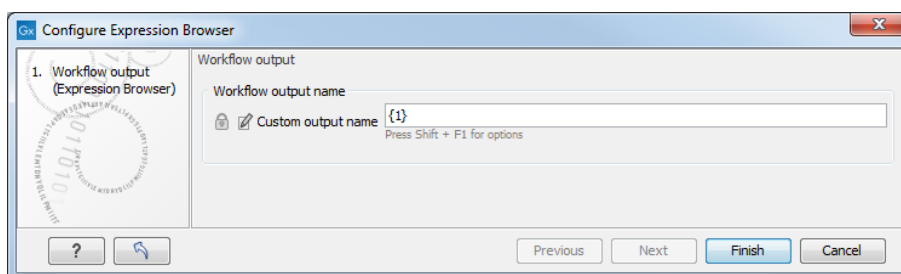 Gx Configure Expression Browser
X
1. Workflow output
(Expression Browser)
Workflow output
Workflow output name
Custom output name {1}
Press Shift + F1 for options
?
Previous Next Finish Cancel